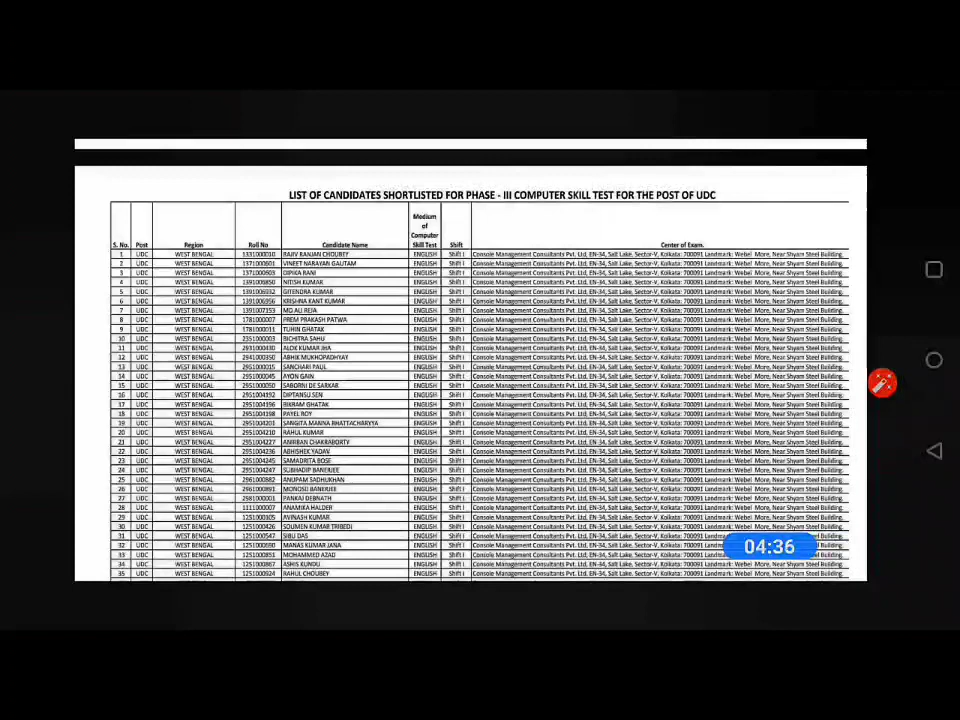 LIST OF CANDIDATES SHORTLISTED FOR PHASE - III COMPUTER SKILL TEST FOR THE POST OF UDC
S. No. Post Region Roll No Candidate Name Medium of Computer Skill Test Shift Center of Exam.
1 UDC WEST BENGAL RAJIV RANJAN CHOUBEY ENGLISH Shift I Console Management Consultants Pvt. Ltd, EN-34, Salt Lake, Sector-V, Kolkata: 700091 Landmark: Webel More, Near Shyam Steel Building.
2 UDC WEST BENGAL VINEET NARAYAN GAUTAM ENGLISH Shift I Console Management Consultants Pvt. Ltd, EN-34, Salt Lake, Sector-V, Kolkata: 700091 Landmark: Webel More, Near Shyam Steel Building.
3 UDC WEST BENGAL DIPIKA RANI ENGLISH Shift I Console Management Consultants Pvt. Ltd, EN-34, Salt Lake, Sector-V, Kolkata: 700091 Landmark: Webel More, Near Shyam Steel Building.
4 UDC WEST BENGAL NITISH KUMAR ENGLISH Shift I Console Management Consultants Pvt. Ltd, EN-34, Salt Lake, Sector-V, Kolkata: 700091 Landmark: Webel More, Near Shyam Steel Building.
5 UDC WEST BENGAL GITENDRA KUMAR ENGLISH Shift I Console Management Consultants Pvt. Ltd, EN-34, Salt Lake, Sector-V, Kolkata: 700091 Landmark: Webel More, Near Shyam Steel Building.
6 UDC WEST BENGAL KRISHNA KANT KUMAR ENGLISH Shift I Console Management Consultants Pvt. Ltd, EN-34, Salt Lake, Sector-V, Kolkata: 700091 Landmark: Webel More, Near Shyam Steel Building.
7 UDC WEST BENGAL MD ALI REJA ENGLISH Shift I Console Management Consultants Pvt. Ltd, EN-34, Salt Lake, Sector-V, Kolkata: 700091 Landmark: Webel More, Near Shyam Steel Building.
8 UDC WEST BENGAL 1781000007 PREM PRAKASH PATWA ENGLISH Shift I Console Management Consultants Pvt. Ltd, EN-34, Salt Lake, Sector-V, Kolkata: 700091 Landmark: Webel More, Near Shyam Steel Building.
9 UDC WEST BENGAL 1781000011 TUHIN GHATAK ENGLISH Shift I Console Management Consultants Pvt. Ltd, EN-34, Salt Lake, Sector-V, Kolkata: 700091 Landmark: Webel More, Near Shyam Steel Building.
10 UDC WEST BENGAL 2351000003 BICHITRA SAHU ENGLISH Shift I Console Management Consultants Pvt. Ltd, EN-34, Salt Lake, Sector-V, Kolkata: 700091 Landmark: Webel More, Near Shyam Steel Building.
11 UDC WEST BENGAL ALOK KUMAR JHA ENGLISH Shift I Console Management Consultants Pvt. Ltd, EN-34, Salt Lake, Sector-V, Kolkata: 700091 Landmark: Webel More, Near Shyam Steel Building.
12 UDC WEST BENGAL 2941000350 ABHIK MUKHOPADHYAY ENGLISH Shift I Console Management Consultants Pvt. Ltd, EN-34, Salt Lake, Sector-V, Kolkata: 700091 Landmark: Webel More, Near Shyam Steel Building.
13 UDC WEST BENGAL 2951000015 SANCHARI PAUL ENGLISH Shift I Console Management Consultants Pvt. Ltd, EN-34, Salt Lake, Sector-V, Kolkata: 700091 Landmark: Webel More, Near Shyam Steel Building.
14 UDC WEST BENGAL 2951000045 AYON GAIN ENGLISH Shift I Console Management Consultants Pvt. Ltd, EN-34, Salt Lake, Sector-V, Kolkata: 700091 Landmark: Webel More, Near Shyam Steel Building.
15 UDC WEST BENGAL 2951000050 SABORNI DE SARKAR ENGLISH Shift I Console Management Consultants Pvt. Ltd, EN-34, Salt Lake, Sector-V, Kolkata: 700091 Landmark: Webel More, Near Shyam Steel Building.
16 UDC WEST BENGAL 2951004192 DIPTANSU SEN ENGLISH Shift I Console Management Consultants Pvt. Ltd, EN-34, Salt Lake, Sector-V, Kolkata: 700091 Landmark: Webel More, Near Shyam Steel Building.
17 UDC WEST BENGAL 2951004196 BIKRAM GHATAK ENGLISH Shift I Console Management Consultants Pvt. Ltd, EN-34, Salt Lake, Sector-V, Kolkata: 700091 Landmark: Webel More, Near Shyam Steel Building.
18 UDC WEST BENGAL 2951004198 PAYEL ROY ENGLISH Shift I Console Management Consultants Pvt. Ltd, EN-34, Salt Lake, Sector-V, Kolkata: 700091 Landmark: Webel More, Near Shyam Steel Building.
19 UDC WEST BENGAL 2951004201 SANGITA MANNA BHATTACHARYYA ENGLISH Shift I Console Management Consultants Pvt. Ltd, EN-34, Salt Lake, Sector-V, Kolkata: 700091 Landmark: Webel More, Near Shyam Steel Building.
20 UDC WEST BENGAL 2951004210 RAHUL KUMAR ENGLISH Shift I Console Management Consultants Pvt. Ltd, EN-34, Salt Lake, Sector-V, Kolkata: 700091 Landmark: Webel More, Near Shyam Steel Building.
21 UDC WEST BENGAL 2951004227 ANIRBAN CHAKRABORTY ENGLISH Shift I Console Management Consultants Pvt. Ltd, EN-34, Salt Lake, Sector-V, Kolkata: 700091 Landmark: Webel More, Near Shyam Steel Building.
22 UDC WEST BENGAL 2951004236 ABHISHEK YADAV ENGLISH Shift I Console Management Consultants Pvt. Ltd, EN-34, Salt Lake, Sector-V, Kolkata: 700091 Landmark: Webel More, Near Shyam Steel Building.
23 UDC WEST BENGAL 2951004245 SAMADRITA BOSE ENGLISH Shift I Console Management Consultants Pvt. Ltd, EN-34, Salt Lake, Sector-V, Kolkata: 700091 Landmark: Webel More, Near Shyam Steel Building.
24 UDC WEST BENGAL 2951004247 SUBHADIP BANERJEE ENGLISH Shift I Console Management Consultants Pvt. Ltd, EN-34, Salt Lake, Sector-V, Kolkata: 700091 Landmark: Webel More, Near Shyam Steel Building.
25 UDC WEST BENGAL 2961000882 ANUPAM SADHUKHAN ENGLISH Shift I Console Management Consultants Pvt. Ltd, EN-34, Salt Lake, Sector-V, Kolkata: 700091 Landmark: Webel More, Near Shyam Steel Building.
26 UDC WEST BENGAL 2961000891 MONOSIJ BANERJEE ENGLISH Shift I Console Management Consultants Pvt. Ltd, EN-34, Salt Lake, Sector-V, Kolkata: 700091 Landmark: Webel More, Near Shyam Steel Building.
27 UDC WEST BENGAL 2981000001 PANKAJ DEBNATH ENGLISH Shift I Console Management Consultants Pvt. Ltd, EN-34, Salt Lake, Sector-V, Kolkata: 700091 Landmark: Webel More, Near Shyam Steel Building.
28 UDC WEST BENGAL 1111000007 ANAMIKA HALDER ENGLISH Shift I Console Management Consultants Pvt. Ltd, EN-34, Salt Lake, Sector-V, Kolkata: 700091 Landmark: Webel More, Near Shyam Steel Building.
29 UDC WEST BENGAL AVINASH KUMAR ENGLISH Shift I Console Management Consultants Pvt. Ltd, EN-34, Salt Lake, Sector-V, Kolkata: 700091 Landmark: Webel More, Near Shyam Steel Building.
30 UDC WEST BENGAL 1251000426 SOUMEN KUMAR TRIBEDI ENGLISH Shift I Console Management Consultants Pvt. Ltd, EN-34, Salt Lake, Sector-V, Kolkata: 700091 Landmark: Webel More, Near Shyam Steel Building.
31 UDC WEST BENGAL 1251000547 SIBU DAS ENGLISH Shift I Console Management Consultants Pvt. Ltd, EN-34, Salt Lake, Sector-V, Kolkata: 700091 Building.
32 UDC WEST BENGAL MANAS KUMAR JANA ENGLISH Shift I Console Management Consultants Pvt. Ltd, EN-34, Salt Lake, Sector-V, Kolkata: 700091 Building.
04:36
33 UDC WEST BENGAL MOHAMMED AZAD ENGLISH Shift I Console Management Consultants Pvt. Ltd, EN-34, Salt Lake, Sector-V, Kolkata: 700091 Building.
34 UDC WEST BENGAL 1251000867 ASHIS KUNDU ENGLISH Shift I Console Management Consultants Pvt. Ltd, EN-34, Salt Lake, Sector-V, Kolkata: 700091 Landmark: Webel More, Near Shyam Steel Building.
35 UDC WEST BENGAL 1251000924 RAHUL CHOUBEY ENGLISH Shift I Console Management Consultants Pvt. Ltd, EN-34, Salt Lake, Sector-V, Kolkata: 700091 Landmark: Webel More, Near Shyam Steel Building.